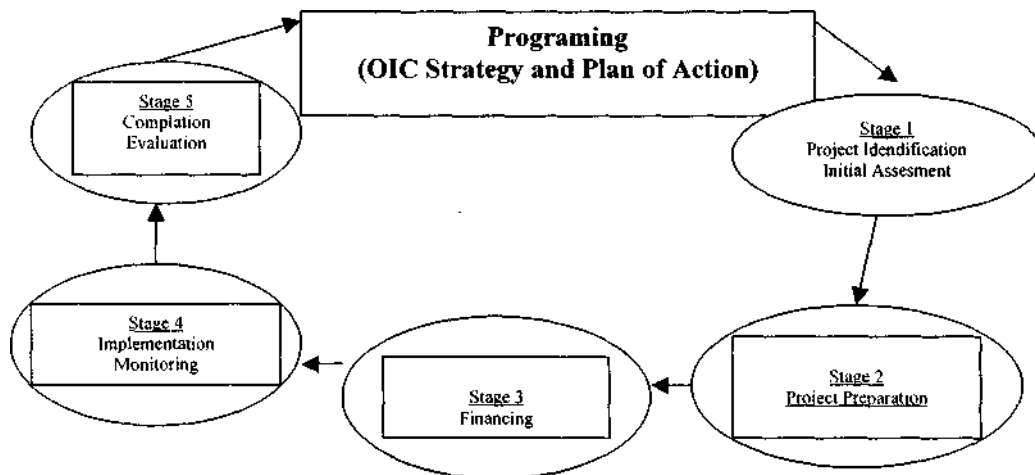 Programing
(OIC Strategy and Plan of Action)
Stage 1
Project Idendification
Initial Assesment
Stage 2
Project Preparation
Stage 3
Financing
Stage 4
Implementation
Monitoring
Stage 5
Complation
Evaluation